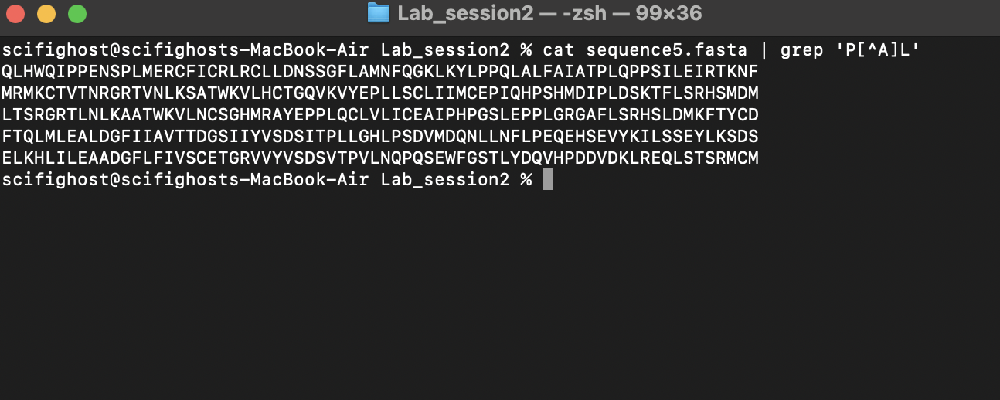 Lab_session2 — -zsh — 99×36
scifighost@scifighosts-MacBook-Air Lab_session2 % cat sequence5.fasta | grep 'P[^A]L'
QLHWQIPPENSPLMERCFICRLRCLLDNSSGFLAMNFQGKLKYLPPQLALFAIATPLQPPSILEIRTKNF
MRMKCTVTNRGRTVNLKSATWKVLHCTGQVKVYEPLLSCLIIMCEPIQHPSHMDIPLDSKTFLSRHSMDM
LTSRGRTLNLKAATWKVLNCSGHMRAYEPPLQCLVLICEAIPHPGSLEPPLGRGAFLSRHSLDMKFTYCD
FTQLMLEALDGFIIAVTTDGSIIYVSDSITPLLGHLPSDVMDQNLLNFLPEQEHSEVYKILSSEYLKSDS
ELKHLILEAADGFLFIVSCETGRVVYVSDSVTPVLNQPQSEWFGSTLYDQVHPDDVDKLREQLSTSRMCM
scifighost@scifighosts-MacBook-Air Lab_session2 %